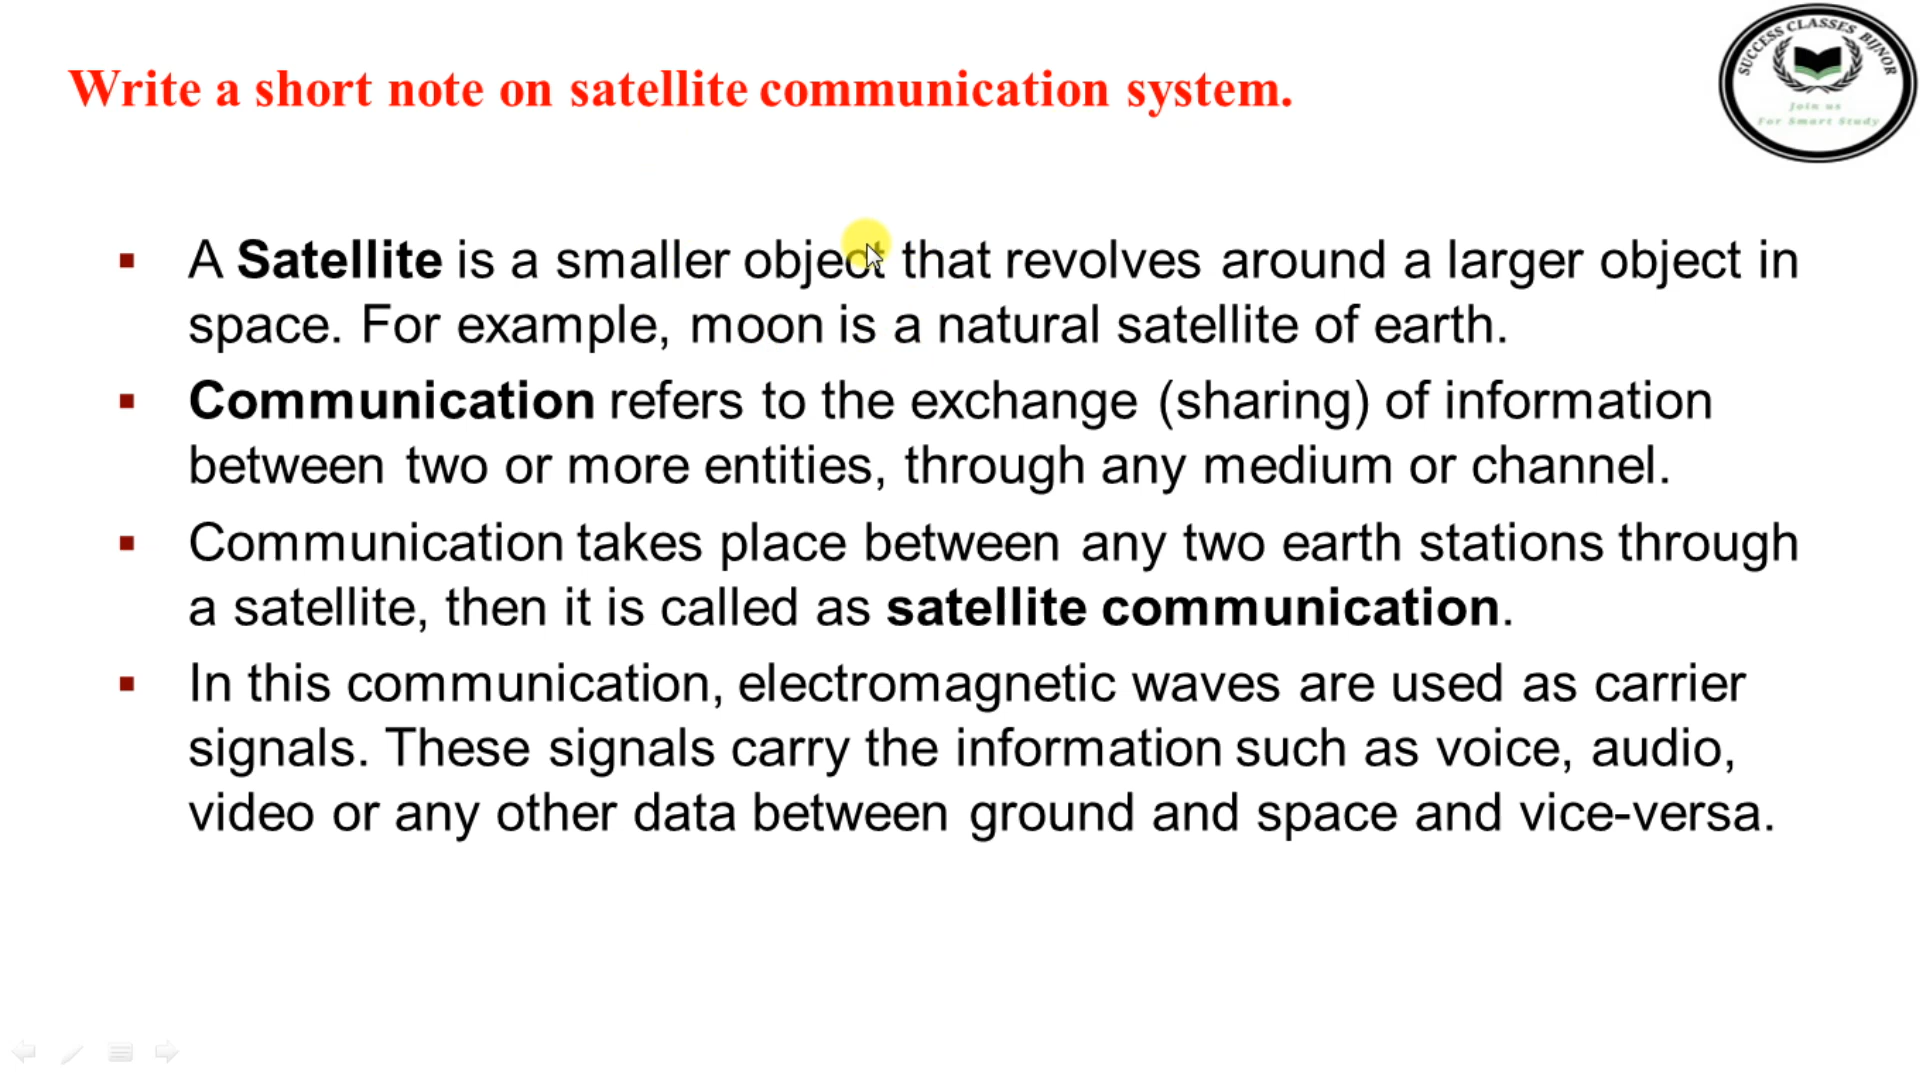 Write a short note on satellite communication system.
SUCCESS CLASSES BIJNOR
Join us
For Smart Study
▪ A Satellite is a smaller object that revolves around a larger object in
space. For example, moon is a natural satellite of earth.
▪ Communication refers to the exchange (sharing) of information
between two or more entities, through any medium or channel.
▪ Communication takes place between any two earth stations through
a satellite, then it is called as satellite communication.
▪ In this communication, electromagnetic waves are used as carrier
signals. These signals carry the information such as voice, audio,
video or any other data between ground and space and vice-versa.